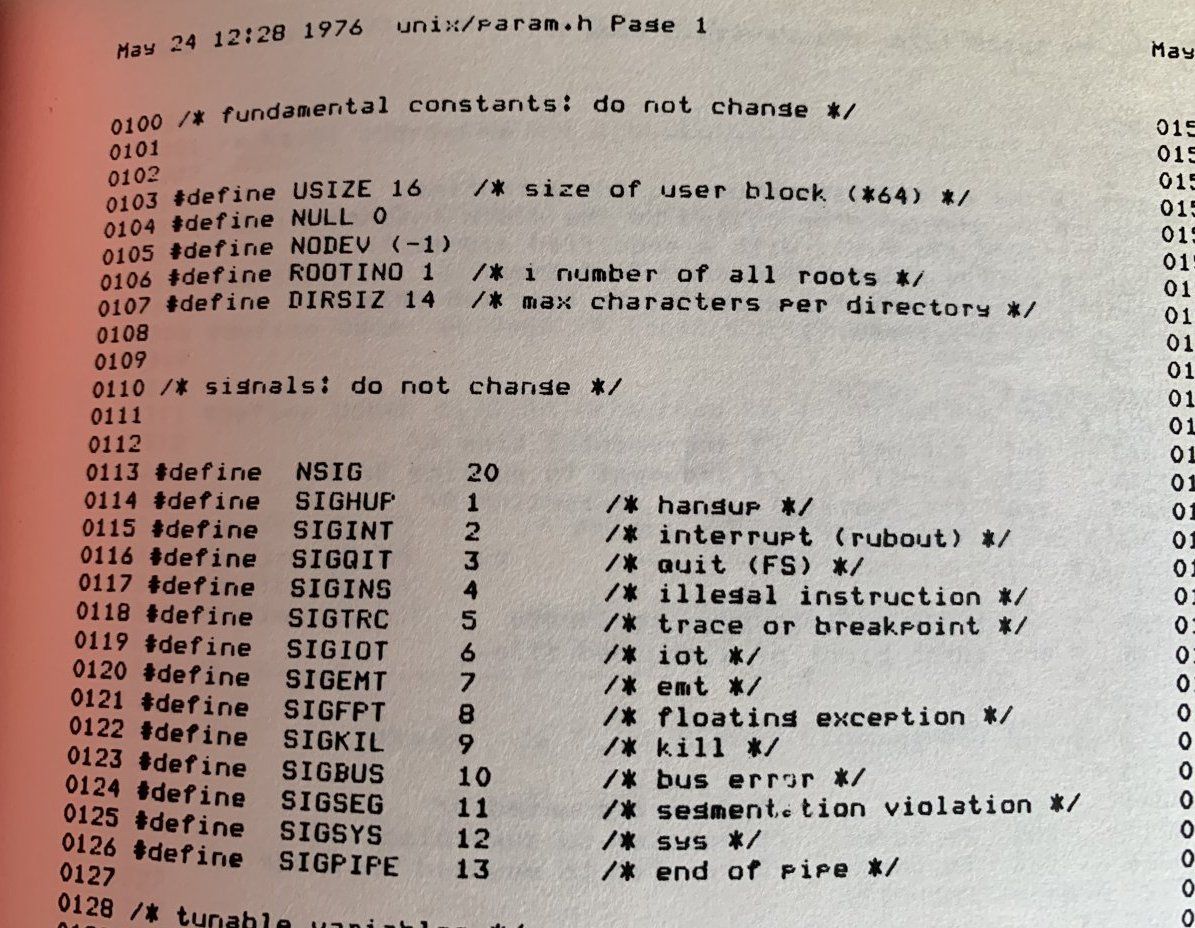 May 24 12:28 1976  unix/param.h Page 1
0100 /* fundamental constants: do not change */
0101
0102
0103 #define USIZE 16   /* size of user block (*64) */
0104 #define NULL 0
0105 #define NODEV (-1)
0106 #define ROOTINO 1  /* i number of all roots */
0107 #define DIRSIZ 14  /* max characters per directory */
0108
0109
0110 /* signals: do not change */
0111
0112
0113 #define  NSIG      20
0114 #define  SIGHUP    1      /* hangup */
0115 #define  SIGINT    2      /* interrupt (rubout) */
0116 #define  SIGQIT    3      /* quit (FS) */
0117 #define  SIGINS    4      /* illegal instruction */
0118 #define  SIGTRC    5      /* trace or breakpoint */
0119 #define  SIGIOT    6      /* iot */
0120 #define  SIGEMT    7      /* emt */
0121 #define  SIGFPT    8      /* floating exception */
0122 #define  SIGKIL    9      /* kill */
0123 #define  SIGBUS    10     /* bus error */
0124 #define  SIGSEG    11     /* segmentation violation */
0125 #define  SIGSYS    12     /* sys */
0126 #define  SIGPIPE   13     /* end of pipe */
0127
0128 /* tunable variables */
May